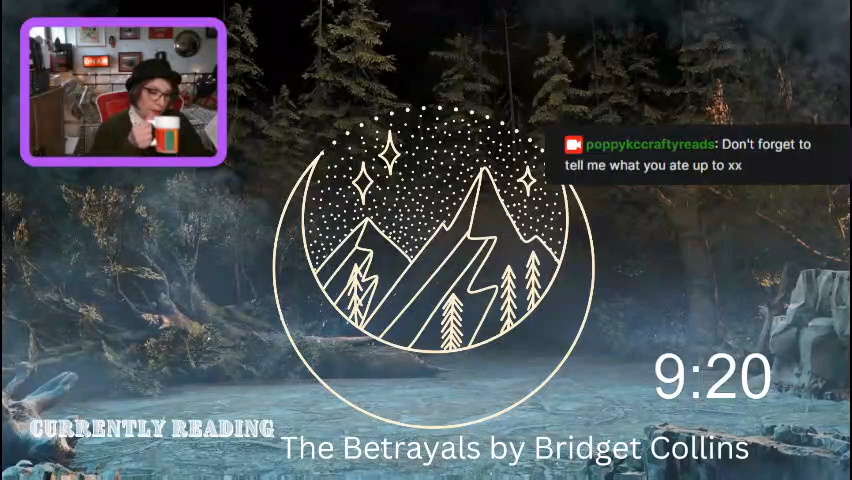 poppykccraftyreads: Don't forget to
tell me what you ate up to xx
9:20
CURRENTLY READING
The Betrayals by Bridget Collins